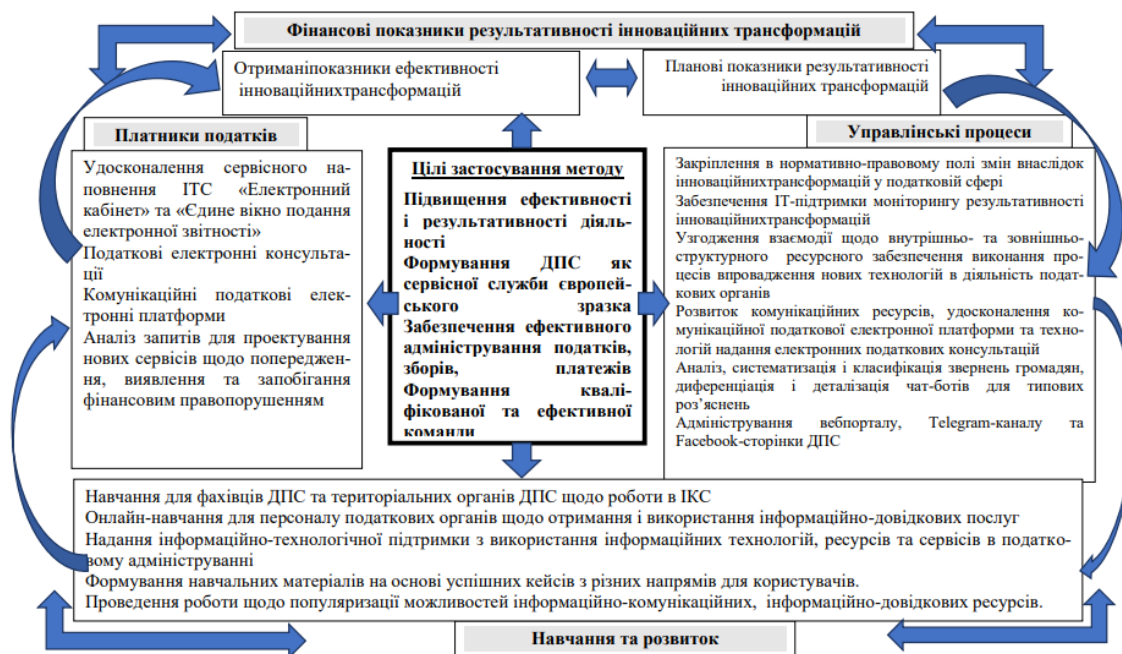 Фінансові показники результативності інноваційних трансформацій
Отриманіпоказники ефективності
інноваційнихтрансформацій
Планові показники результативності
інноваційних трансформацій
Платники податків
Удосконалення сервісного на-
повнення ІТС «Електронний
кабінет» та «Єдине вікно подання
електронної звітності»
Податкові електронні консульта-
ції
Комунікаційні податкові елек-
тронні платформи
Аналіз запитів для проектування
нових сервісів щодо попереджен-
ня, виявлення та запобігання
фінансовим правопорушенням
Цілі застосування методу
Підвищення ефективності
і результативності діяль-
ності
Формування ДПС як
сервісної служби європей-
ського зразка
Забезпечення ефективного
адміністрування податків,
зборів, платежів
Формування квалі-
фікованої та ефективної
команди
Управлінські процеси
Закріплення в нормативно-правовому полі змін внаслідок
інноваційнихтрансформацій у податковій сфері
Забезпечення ІТ-підтримки моніторингу результативності
інноваційнихтрансформацій
Узгодження взаємодії щодо внутрішньо- та зовнішньо-
структурного ресурсного забезпечення виконання про-
цесів впровадження нових технологій в діяльність подат-
кових органів
Розвиток комунікаційних ресурсів, удосконалення ко-
мунікаційної податкової електронної платформи та техно-
логій надання електронних податкових консультацій
Аналіз, систематизація і класифікація звернень громадян,
диференціація і деталізація чат-ботів для типових
роз’яснень
Адміністрування вебпорталу, Telegram-каналу та
Facebook-сторінки ДПС
Навчання для фахівців ДПС та територіальних органів ДПС щодо роботи в ІКС
Онлайн-навчання для персоналу податкових органів щодо отримання і використання інформаційно-довідкових послуг
Надання інформаційно-технологічної підтримки з використання інформаційних технологій, ресурсів та сервісів в податко-
вому адмініструванні
Формування навчальних матеріалів на основі успішних кейсів з різних напрямів для користувачів.
Проведення роботи щодо популяризації можливостей інформаційно-комунікаційних, інформаційно-довідкових ресурсів.
Навчання та розвиток